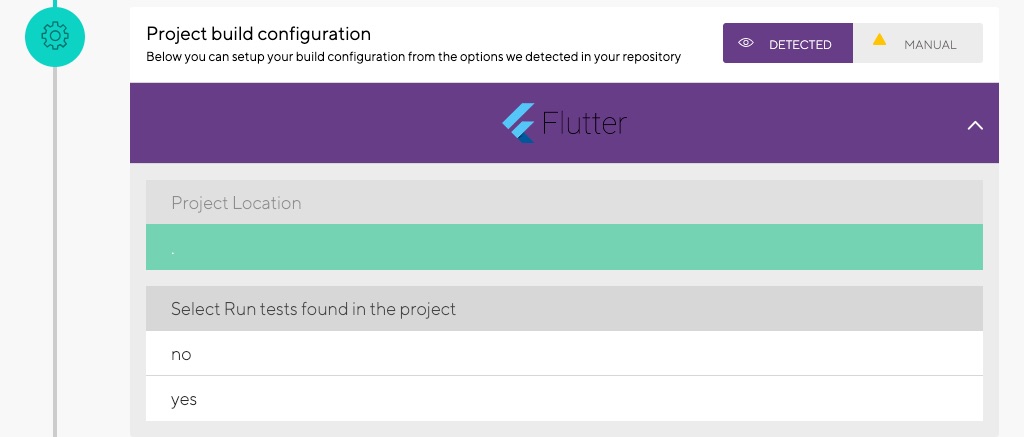 Project build configuration
Below you can setup your build configuration from the options we detected in your repository
DETECTED
MANUAL
Flutter
Project Location
.
Select Run tests found in the project
no
yes